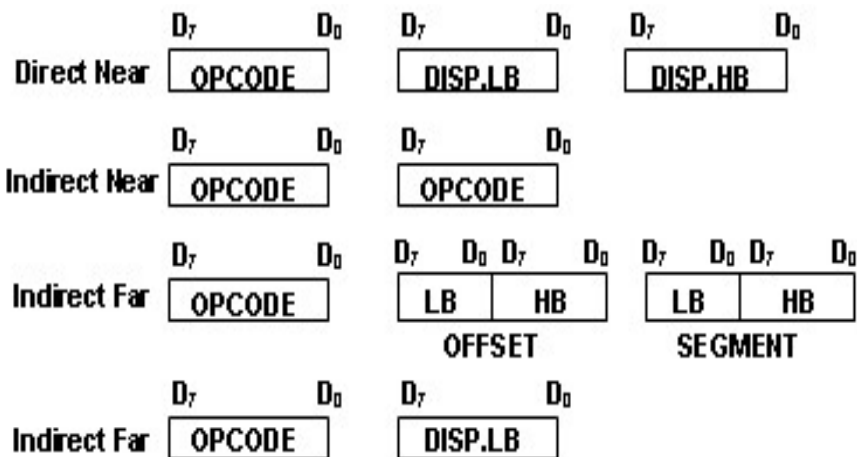 D7 D0 D7 D0 D7 D0
Direct Near OPCODE DISP.LB DISP.HB
D7 D0 D7 D0
Indirect Near OPCODE OPCODE
D7 D0 D7 D0 D7 D0 D7 D0 D7 D0
Indirect Far OPCODE LB HB LB HB
OFFSET SEGMENT
D7 D0 D7 D0
Indirect Far OPCODE DISP.LB